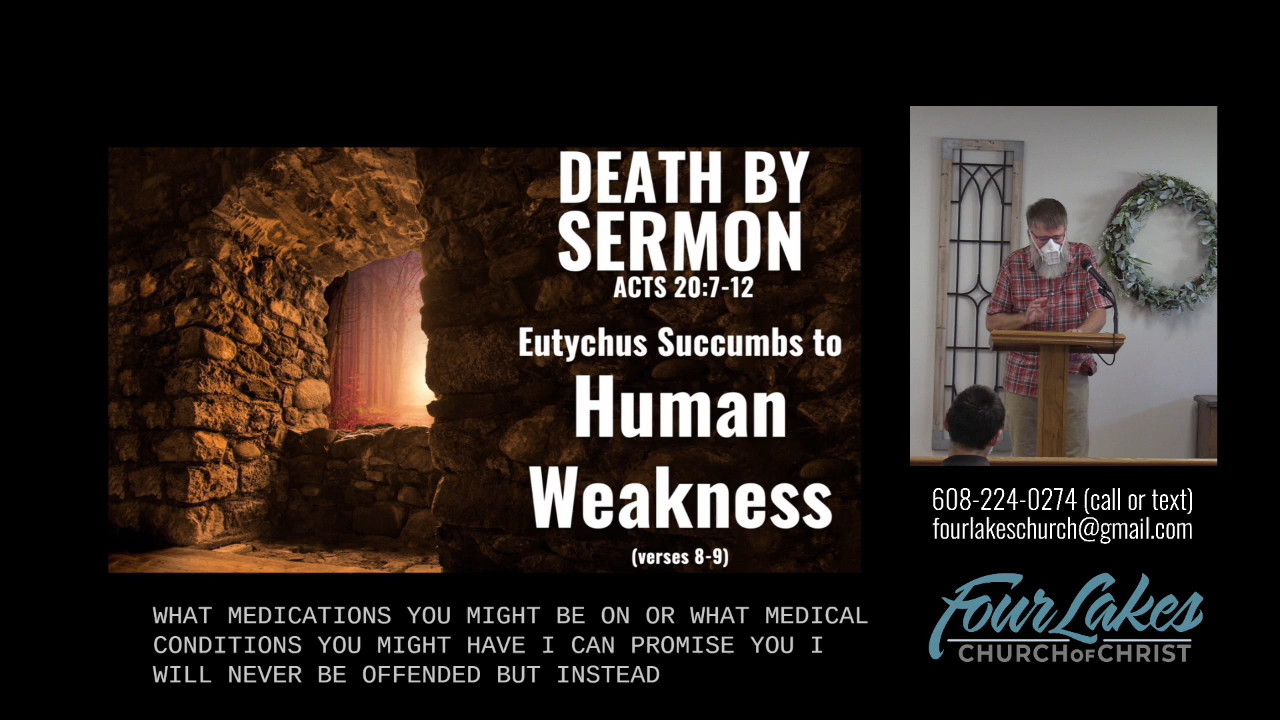 DEATH BY
SERMON
ACTS 20:7-12
Eutychus Succumbs to
Human
Weakness
(verses 8-9)
608-224-0274 (call or text)
fourlakeschurch@gmail.com
Four Lakes
CHURCH OF CHRIST
WHAT MEDICATIONS YOU MIGHT BE ON OR WHAT MEDICAL
CONDITIONS YOU MIGHT HAVE I CAN PROMISE YOU I
WILL NEVER BE OFFENDED BUT INSTEAD